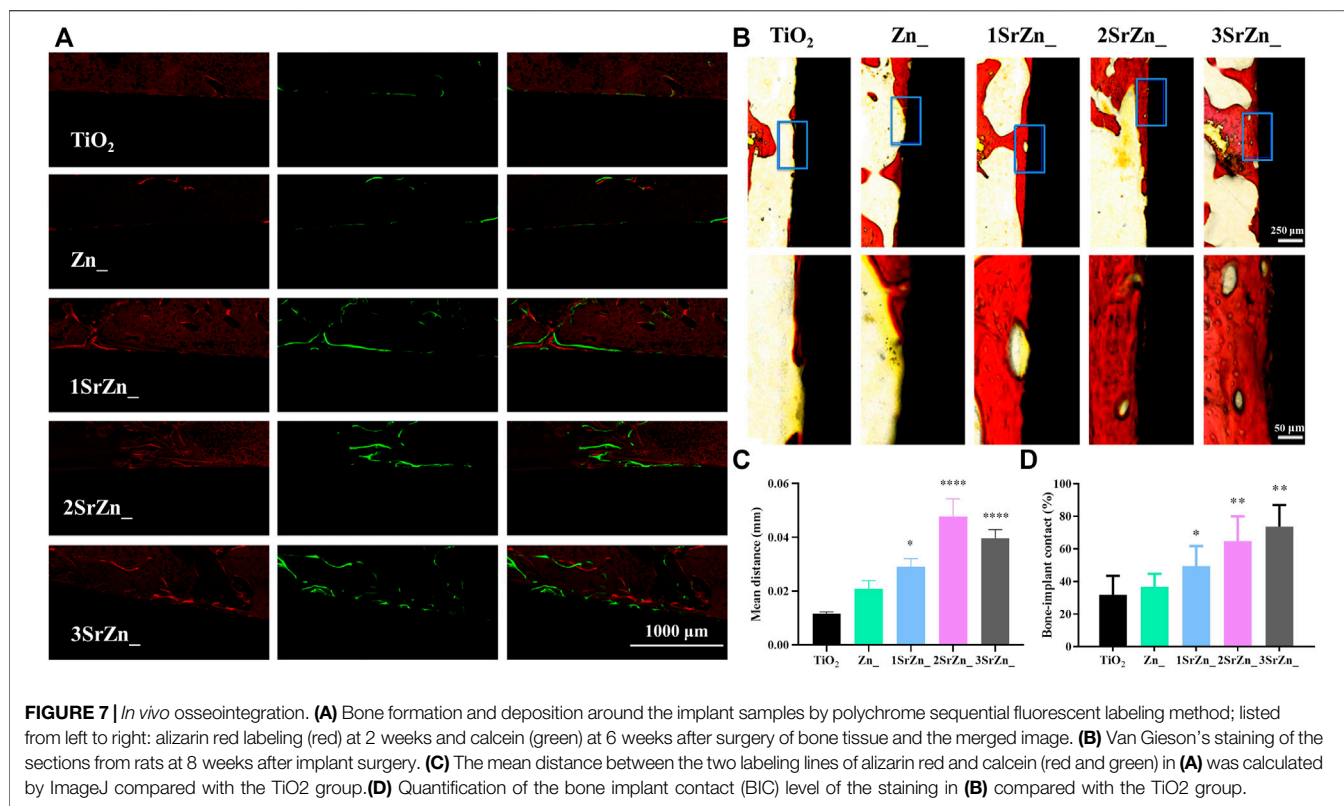 A
TiO2
Zn_
1SrZn_
2SrZn_
3SrZn_
1000 µm
B
TiO2 Zn_ 1SrZn_ 2SrZn_ 3SrZn_
250 µm
50 µm
C
Mean distance (mm)
0.06
0.04
0.02
0.00
*
****
****
TiO2 Zn_ 1SrZn_ 2SrZn_ 3SrZn_
D
Bone-implant contact (%)
100
80
60
40
20
0
*
**
**
TiO2 Zn_ 1SrZn_ 2SrZn_ 3SrZn_
FIGURE 7 | In vivo osseointegration. (A) Bone formation and deposition around the implant samples by polychrome sequential fluorescent labeling method; listed
from left to right: alizarin red labeling (red) at 2 weeks and calcein (green) at 6 weeks after surgery of bone tissue and the merged image. (B) Van Gieson's staining of the
sections from rats at 8 weeks after implant surgery. (C) The mean distance between the two labeling lines of alizarin red and calcein (red and green) in (A) was calculated
by ImageJ compared with the TiO2 group.(D) Quantification of the bone implant contact (BIC) level of the staining in (B) compared with the TiO2 group.